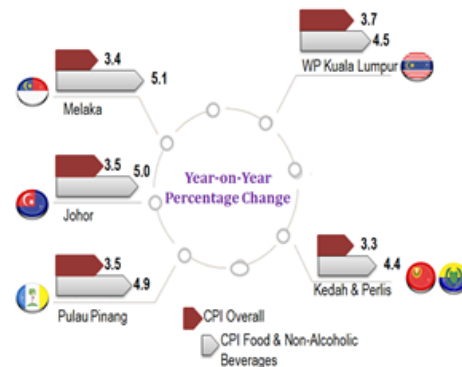 3.4
5.1
Melaka
3.7
4.5
WP Kuala Lumpur
3.5
5.0
Johor
Year-on-Year
Percentage Change
3.5
4.9
Pulau Pinang
3.3
4.4
Kedah & Perlis
CPI Overall
CPI Food & Non-Alcoholic
Beverages